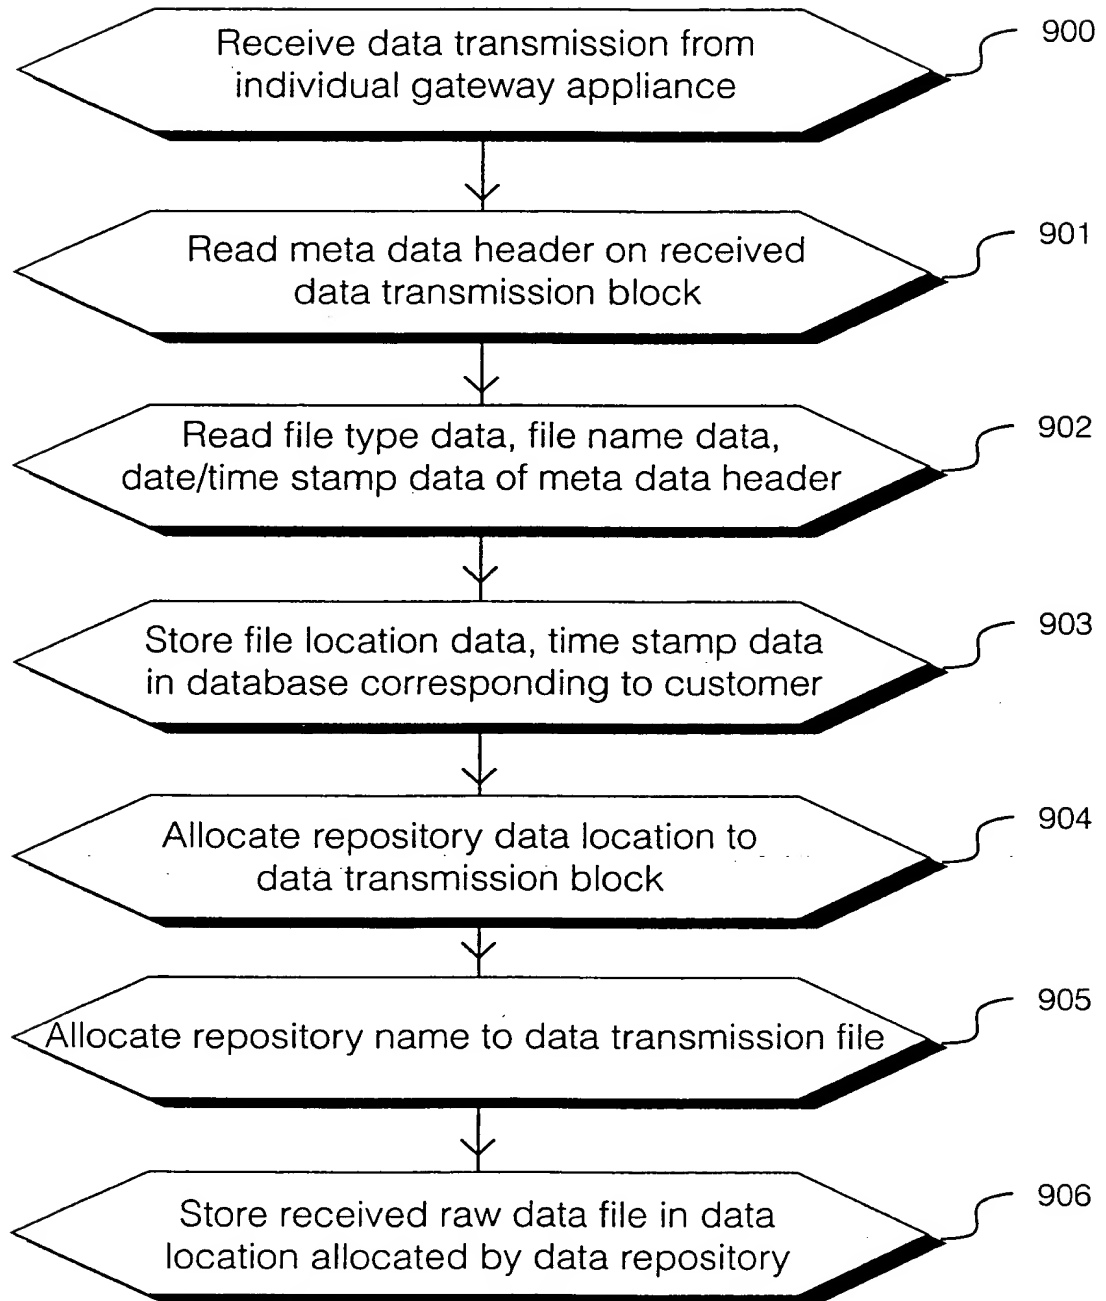 Receive data transmission from
individual gateway appliance
900
Read meta data header on received
data transmission block
901
Read file type data, file name data,
date/time stamp data of meta data header
902
Store file location data, time stamp data
in database corresponding to customer
903
Allocate repository data location to
data transmission block
904
Allocate repository name to data transmission file
905
Store received raw data file in data
location allocated by data repository
906